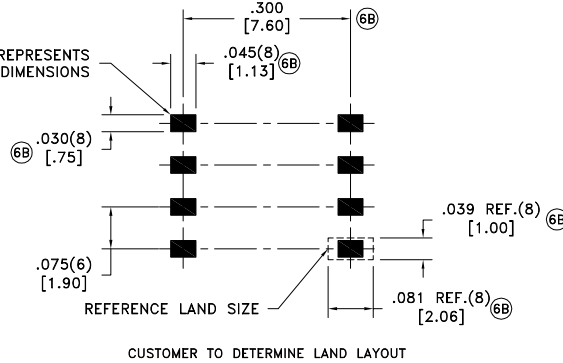 .300
[7.60]
6B
REPRESENTS
DIMENSIONS
.045(8)
[1.13]
6B
6B
.030(8)
[.75]
.039 REF.(8)
[1.00]
6B
.075(6)
[1.90]
REFERENCE LAND SIZE
.081 REF.(8)
[2.06]
6B
CUSTOMER TO DETERMINE LAND LAYOUT